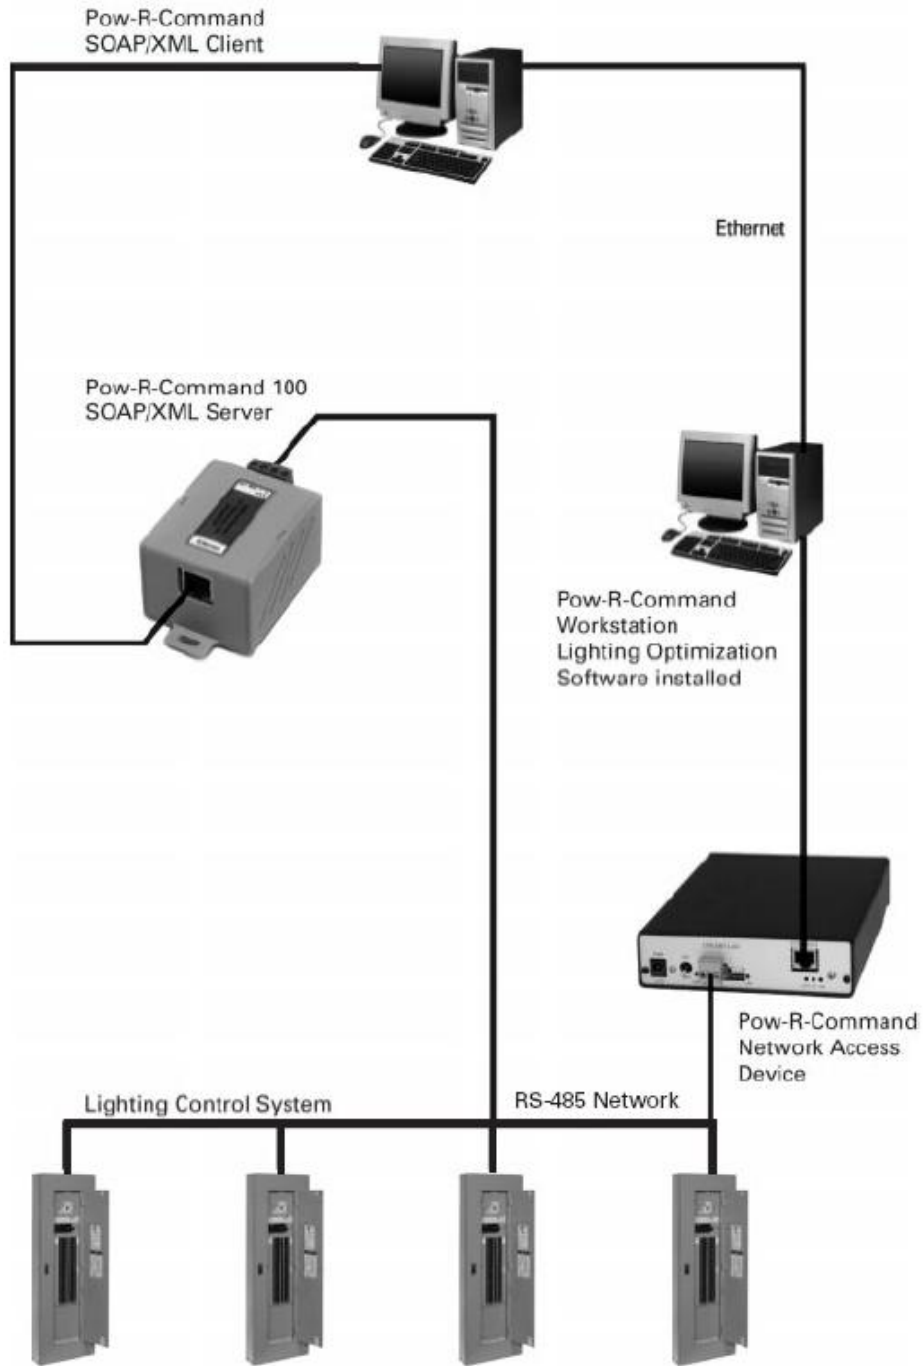 Pow-R-Command
SOAP/XML Client
Ethernet
Pow-R-Command 100
SOAP/XML Server
Pow-R-Command
Workstation
Lighting Optimization
Software installed
Pow-R-Command
Network Access
Device
Lighting Control System
RS-485 Network